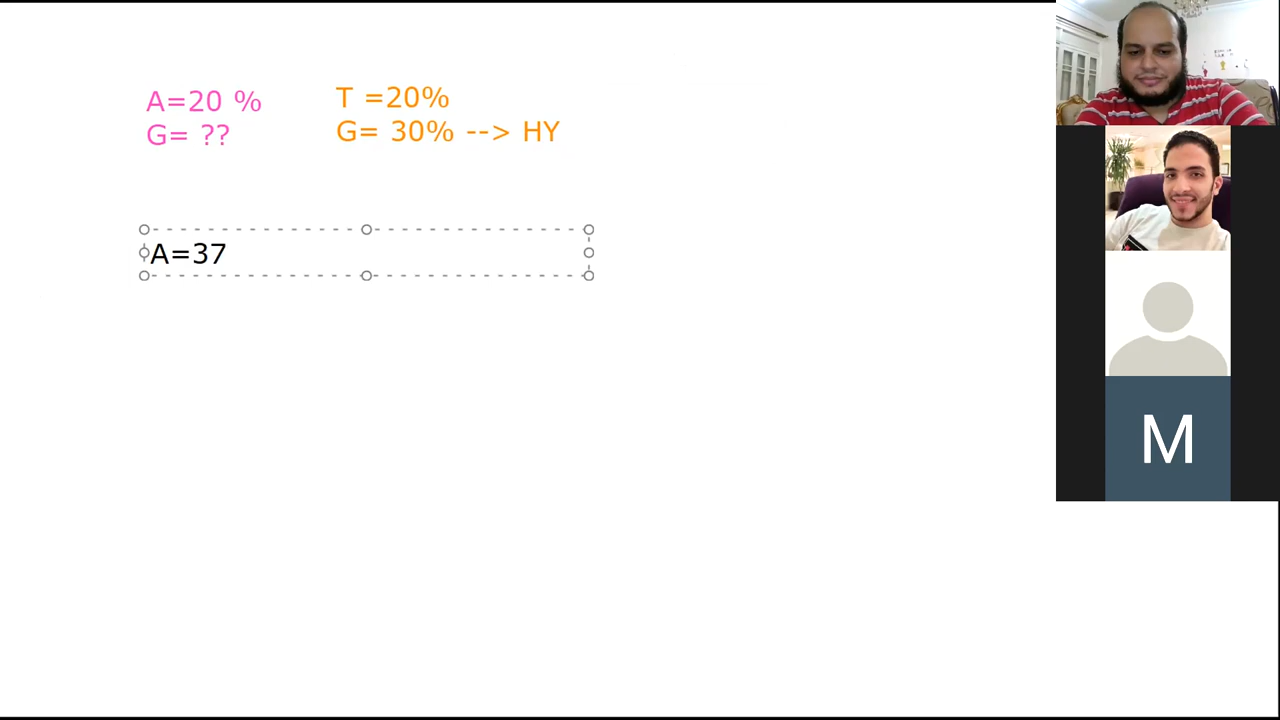 A=20 %
G= ??
T =20%
G= 30% --> HY
A=37
M